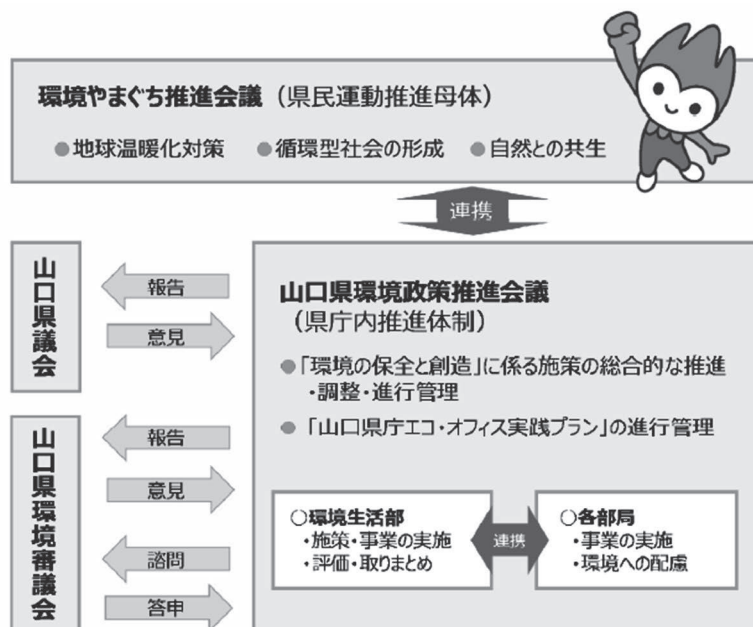 環境やまぐち推進会議（県民運動推進母体）
●地球温暖化対策　●循環型社会の形成　●自然との共生
連携
山口県議会
報告
意見
山口県環境審議会
報告
意見
諮問
答申
山口県環境政策推進会議
（県庁内推進体制）
●「環境の保全と創造」に係る施策の総合的な推進
・調整・進行管理
●「山口県庁エコ・オフィス実践プラン」の進行管理
○環境生活部
・施策・事業の実施
・評価・取りまとめ
連携
○各部局
・事業の実施
・環境への配慮